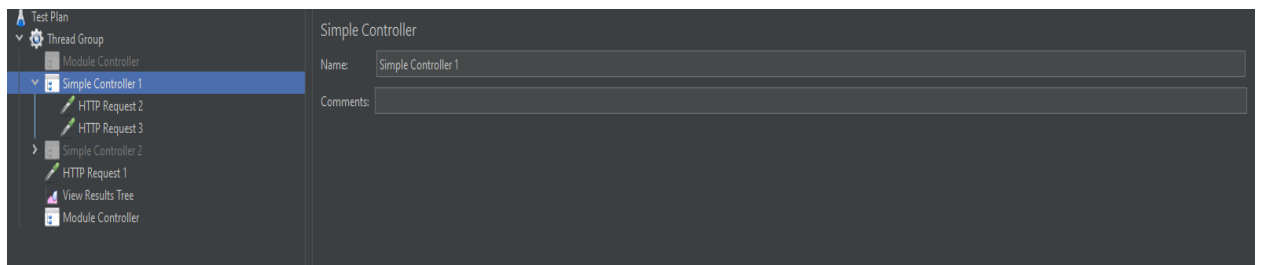 Test Plan
Thread Group
Module Controller
Simple Controller 1
HTTP Request 2
HTTP Request 3
Simple Controller 2
HTTP Request 1
View Results Tree
Module Controller
Simple Controller
Name: Simple Controller 1
Comments: